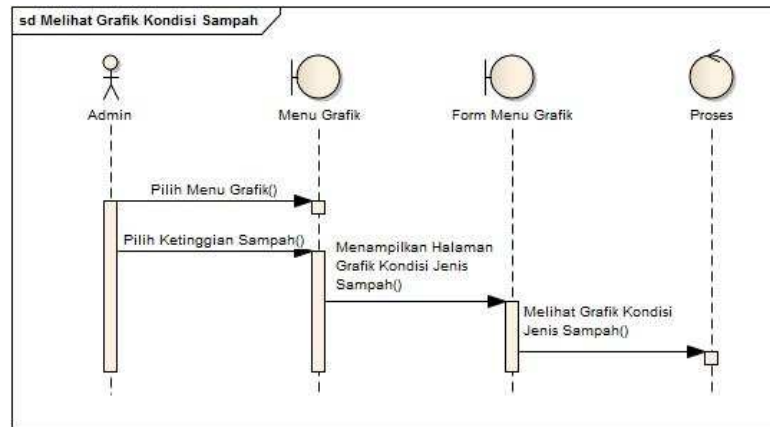 sd Melihat Grafik Kondisi Sampah
Admin
Menu Grafik
Form Menu Grafik
Proses
Pilih Menu Grafik()
Pilih Ketinggian Sampah()
Menampilkan Halaman
Grafik Kondisi Jenis
Sampah()
Melihat Grafik Kondisi
Jenis Sampah()